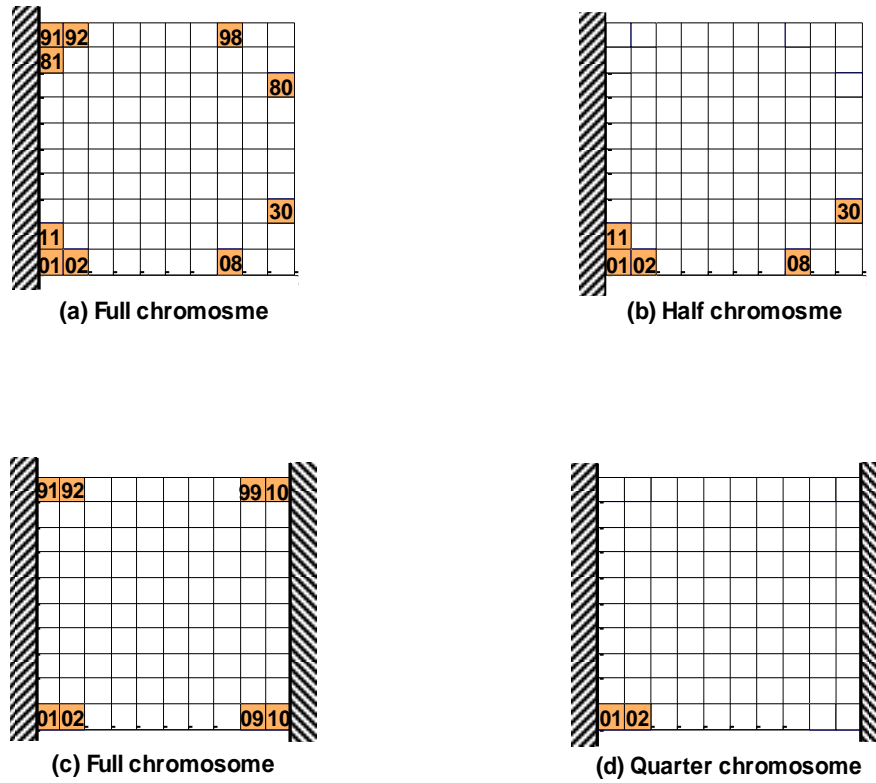 91 92 98
81
80
30
11
01 02 08
(a) Full chromosme
30
11
01 02 08
(b) Half chromosme
91 92 99 10
01 02 09 10
(c) Full chromosome
01 02
(d) Quarter chromosome